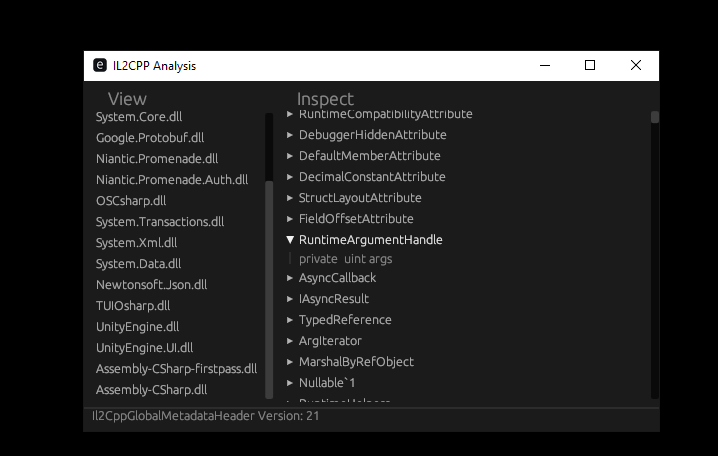 IL2CPP Analysis
View
System.Core.dll
Google.Protobuf.dll
Niantic.Promenade.dll
Niantic.Promenade.Auth.dll
OSCsharp.dll
System.Transactions.dll
System.Xml.dll
System.Data.dll
Newtonsoft.Json.dll
TUIOsharp.dll
UnityEngine.dll
UnityEngine.UI.dll
Assembly-CSharp-firstpass.dll
Assembly-CSharp.dll
Inspect
RuntimeCompatibilityAttribute
DebuggerHiddenAttribute
DefaultMemberAttribute
DecimalConstantAttribute
StructLayoutAttribute
FieldOffsetAttribute
RuntimeArgumentHandle
private uint args
AsyncCallback
IAsyncResult
TypedReference
ArgIterator
MarshalByRefObject
Nullable`1
RuntimeHelpers
Il2CppGlobalMetadataHeader Version: 21